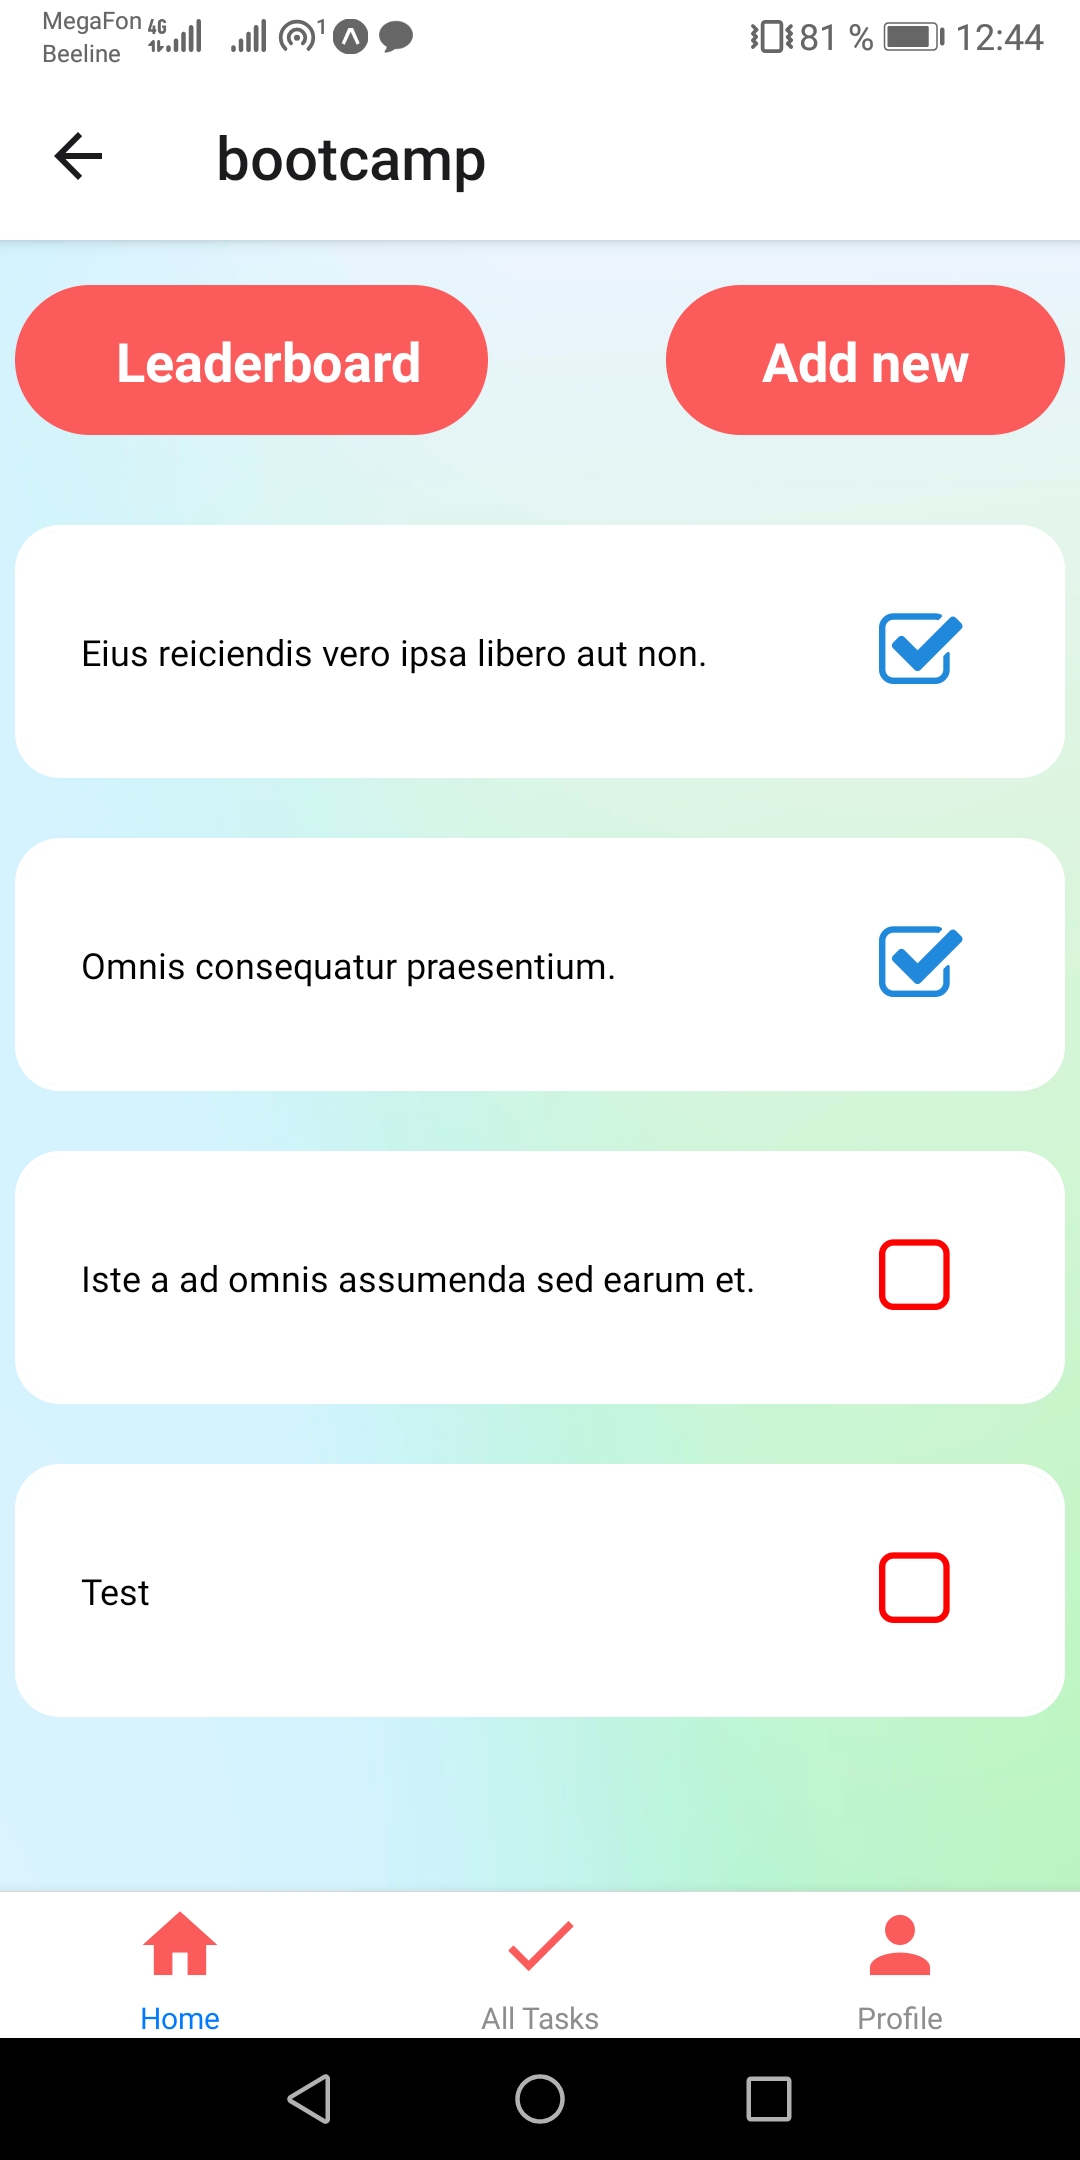 MegaFon 4G 1 81 % 12:44
Beeline
bootcamp
Leaderboard Add new
Eius reiciendis vero ipsa libero aut non.
Omnis consequatur praesentium.
Iste a ad omnis assumenda sed earum et.
Test
Home All Tasks Profile